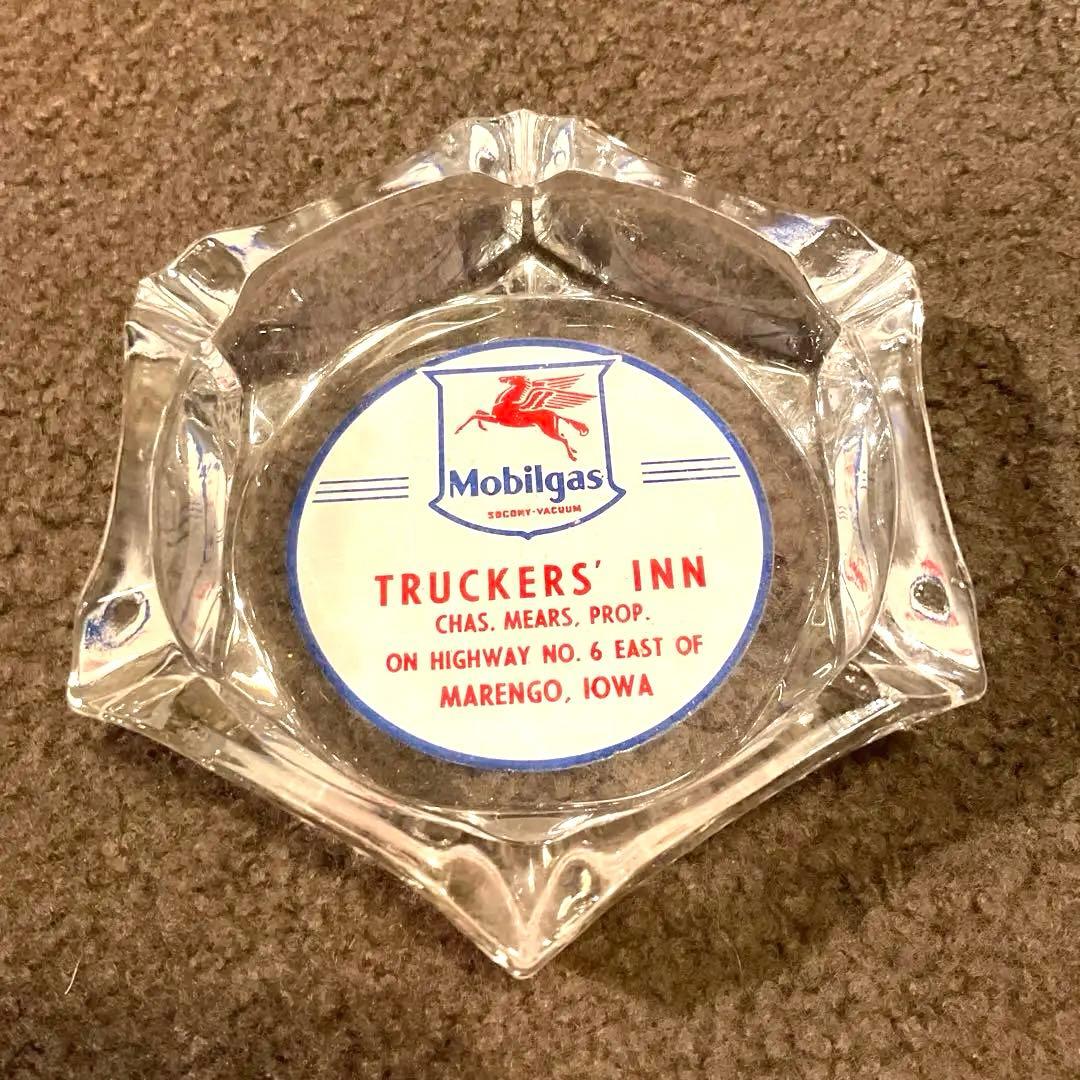 Mobilgas
SOCONY-VACUUM
TRUCKERS' INN
CHAS. MEARS, PROP.
ON HIGHWAY NO. 6 EAST OF
MARENGO, IOWA